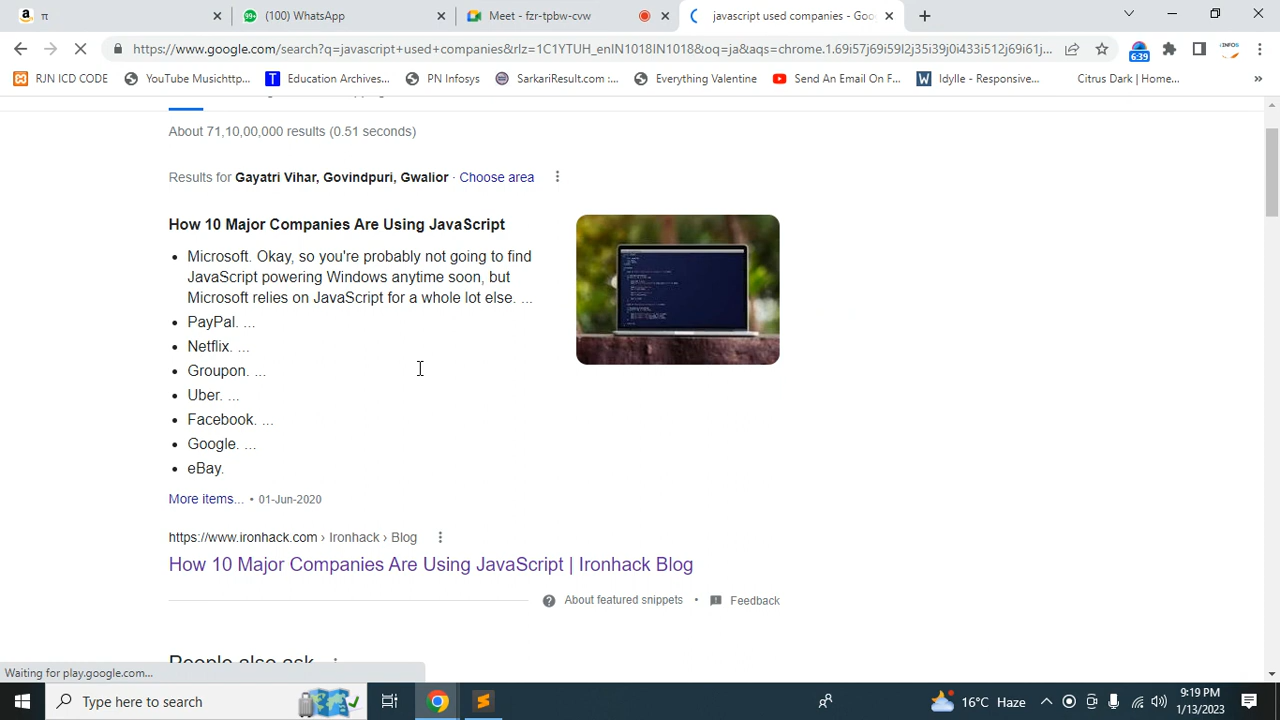 π
(100) WhatsApp
Meet - fzr-tpbw-cvw
javascript used companies - Goo
https://www.google.com/search?q=javascript+used+companies&rlz=1C1YTUH_enIN1018IN1018&oq=ja&aqs=chrome.1.69i57j69i59l2j35i39j0i433i512j69i61j...
6:39
INFOS
RJN ICD CODE
YouTube Musichttp...
Education Archives...
PN Infosys
SarkariResult.com :...
Everything Valentine
Send An Email On F...
Idylle - Responsive...
Citrus Dark | Home...
»
About 71,10,00,000 results (0.51 seconds)
Results for Gayatri Vihar, Govindpuri, Gwalior · Choose area
How 10 Major Companies Are Using JavaScript
• Microsoft. Okay, so you're probably not going to find
JavaScript powering Windows anytime soon, but
Microsoft relies on JavaScript for a whole lot else. ...
• PayPal. ...
• Netflix. ...
• Groupon. ...
• Uber. ...
• Facebook. ...
• Google. ...
• eBay.
More items... • 01-Jun-2020
https://www.ironhack.com › Ironhack › Blog
How 10 Major Companies Are Using JavaScript | Ironhack Blog
About featured snippets • Feedback
People also ask
Waiting for play.google.com...
Type here to search
16°C Haze
9:19 PM
1/13/2023